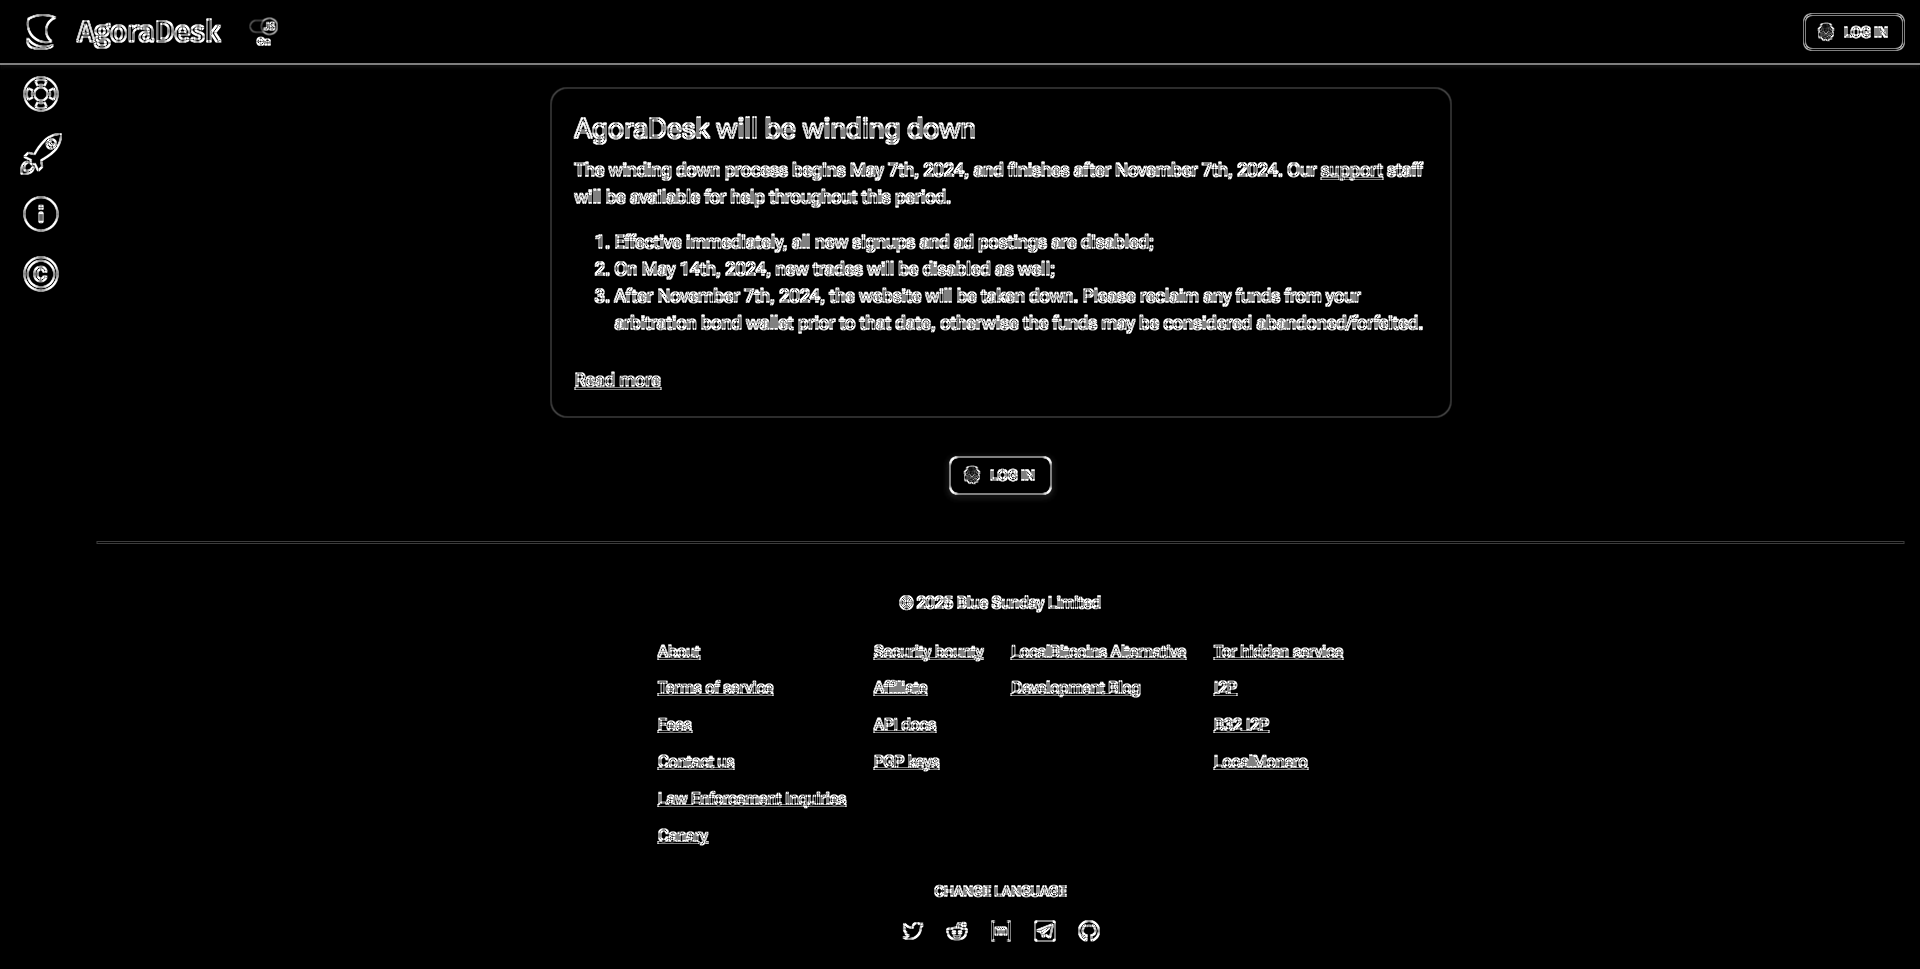 AgoraDesk
JS
On
LOG IN
AgoraDesk will be winding down
The winding down process begins May 7th, 2024, and finishes after November 7th, 2024. Our support staff
will be available for help throughout this period.
1. Effective immediately, all new signups and ad postings are disabled;
2. On May 14th, 2024, new trades will be disabled as well;
3. After November 7th, 2024, the website will be taken down. Please reclaim any funds from your
arbitration bond wallet prior to that date, otherwise the funds may be considered abandoned/forfeited.
Read more
LOG IN
© 2025 Blue Sunday Limited
About
Security bounty
LocalBitcoins Alternative
Tor hidden service
Terms of service
Affiliate
Development Blog
I2P
Fees
API docs
B32 I2P
Contact us
PGP keys
LocalMonero
Law Enforcement Inquiries
Canary
CHANGE LANGUAGE